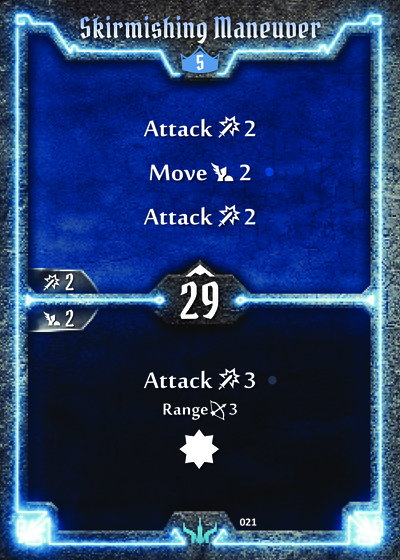 Skirmishing Maneuver
5
Attack 2
Move 2
Attack 2
2
29
2
Attack 3
Range 3
021